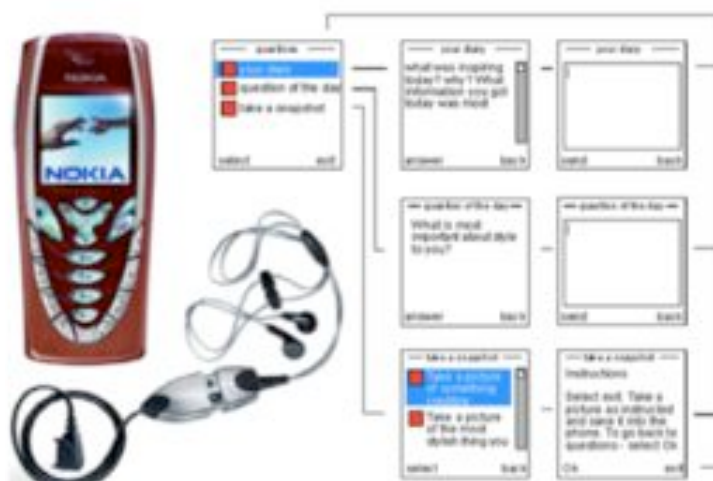 NOKIA
NOKIA
questions
your diary
question of the day
take a snapshot
select exit
your diary
what was inspiring
today? why? What
information you got
today was most
answer back
your diary
send back
question of the day
What is most
important about style
to you?
answer back
question of the day
send back
take a snapshot
Take a picture
of something
Take a picture
of the most
stylish thing you
select back
take a snapshot
Instructions
Select exit. Take a
picture as instructed
and save it into the
phone. To go back to
questions - select Ok
Ok exit